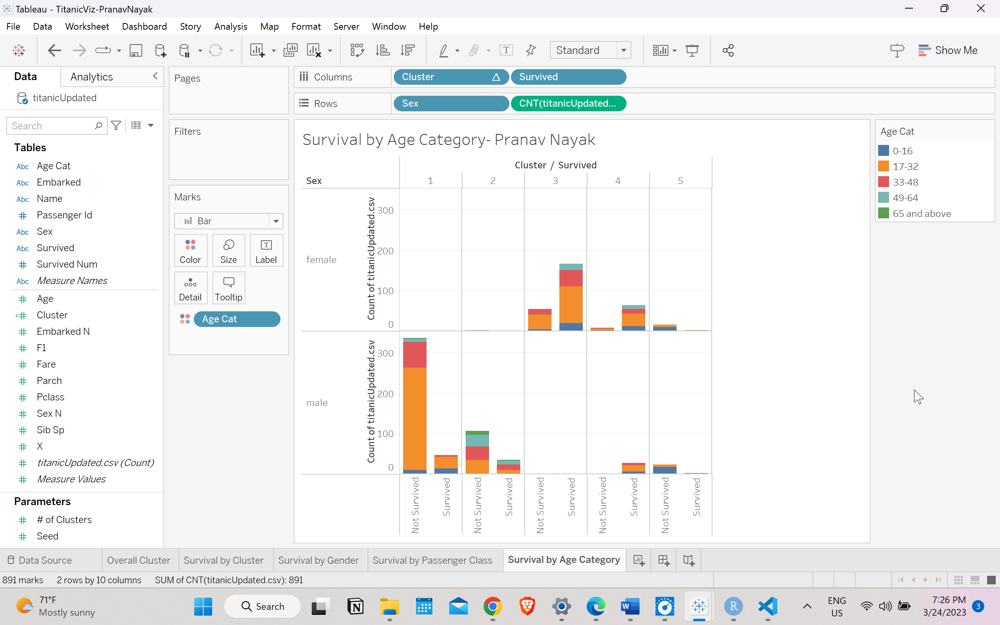 Tableau - TitanicViz-PranavNayak
File Data Worksheet Dashboard Story Analysis Map Format Server Window Help
Standard
Show Me
Data
Analytics
titanicUpdated
Search
Tables
Abc Age Cat
Abc Embarked
Abc Name
# Passenger Id
Abc Sex
Abc Survived
# Survived Num
Abc Measure Names
# Age
=# Cluster
# Embarked N
# F1
# Fare
# Parch
# Pclass
# Sex N
# Sib Sp
# X
# titanicUpdated.csv (Count)
# Measure Values
Parameters
# # of Clusters
# Seed
Pages
Filters
Marks
Bar
Color Size Label
Detail Tooltip
Age Cat
Columns Cluster Survived
Rows Sex CNT(titanicUpdated...
Survival by Age Category- Pranav Nayak
Cluster / Survived
Sex 1 2 3 4 5
female
Count of titanicUpdated.csv
300
200
100
0
male
Count of titanicUpdated.csv
300
200
100
0
Not Survived Survived Not Survived Survived Not Survived Survived Not Survived Survived Not Survived Survived
Age Cat
0-16
17-32
33-48
49-64
65 and above
Data Source Overall Cluster Survival by Cluster Survival by Gender Survival by Passenger Class Survival by Age Category
891 marks 2 rows by 10 columns SUM of CNT(titanicUpdated.csv): 891
71°F
Mostly sunny
Search
ENG
US
7:26 PM
3/24/2023
3